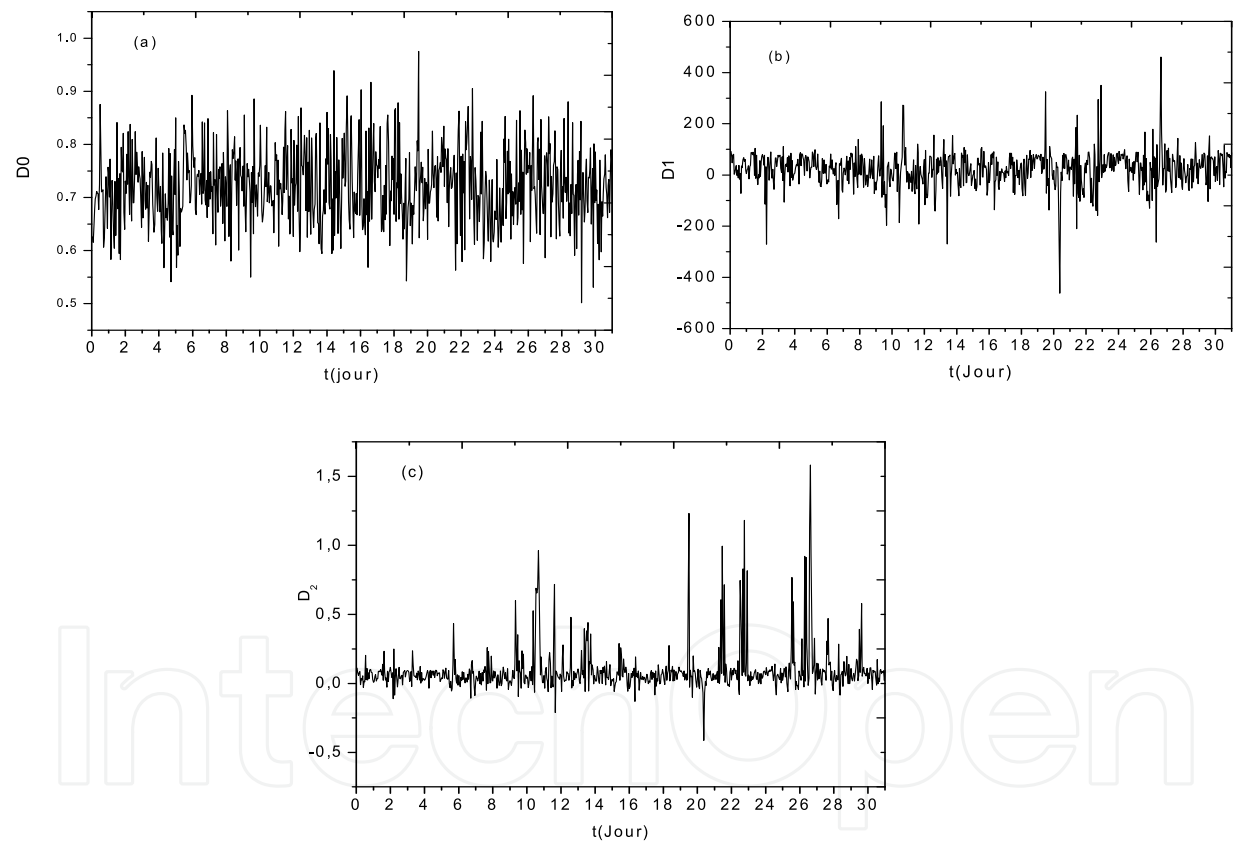 (a)
1.0
0.9
0.8
0.7
0.6
0.5
D0
0 2 4 6 8 10 12 14 16 18 20 22 24 26 28 30
t(jour)
(b)
600
400
200
0
-200
-400
-600
D1
0 2 4 6 8 10 12 14 16 18 20 22 24 26 28 30
t(Jour)
(c)
1,5
1,0
0,5
0,0
-0,5
D2
0 2 4 6 8 10 12 14 16 18 20 22 24 26 28 30
t(Jour)
IntechOpen